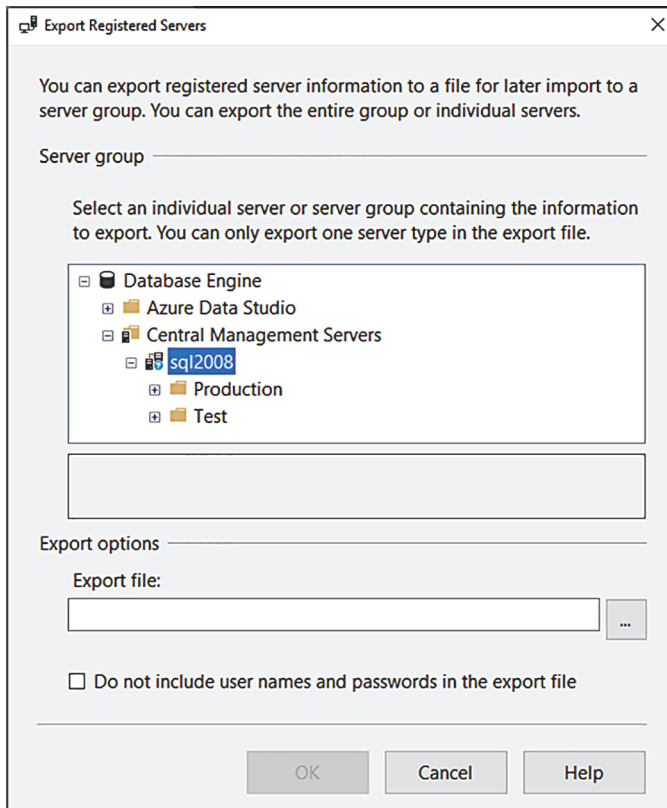 Export Registered Servers
You can export registered server information to a file for later import to a
server group. You can export the entire group or individual servers.
Server group
Select an individual server or server group containing the information
to export. You can only export one server type in the export file.
Database Engine
Azure Data Studio
Central Management Servers
sql2008
Production
Test
Export options
Export file:
...
Do not include user names and passwords in the export file
OK Cancel Help